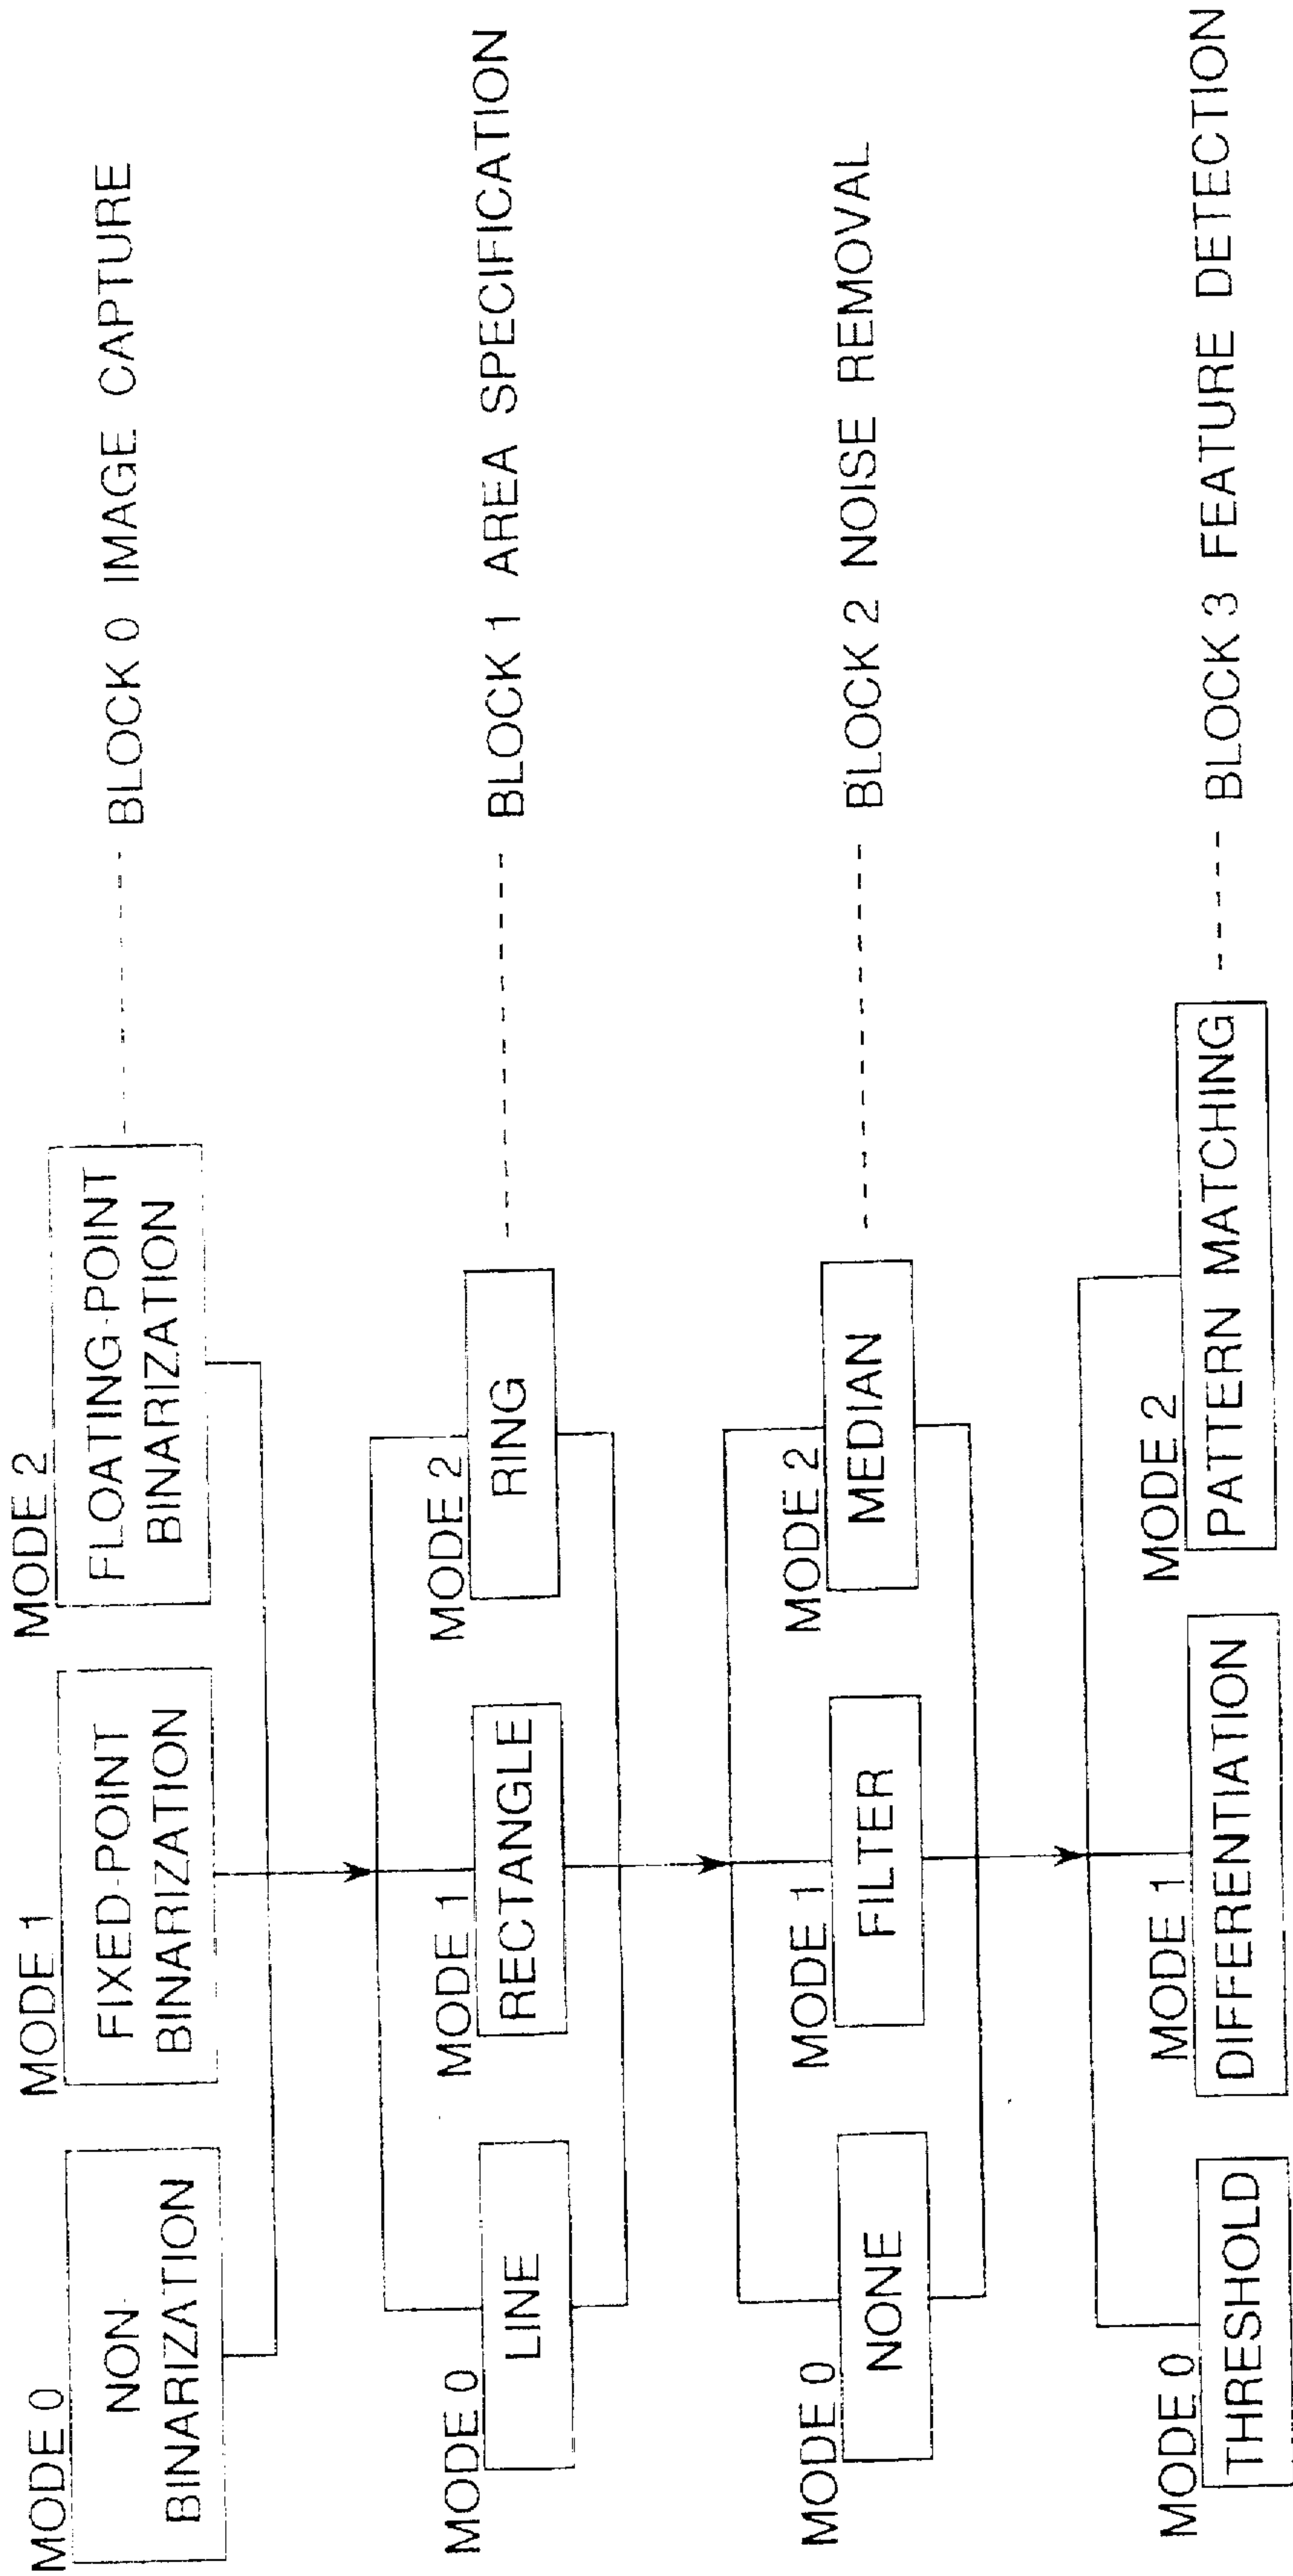 MODE 0
NON-
BINARIZATION
MODE 1
FIXED-POINT
BINARIZATION
MODE 2
FLOATING-POINT
BINARIZATION
BLOCK 0 IMAGE CAPTURE
MODE 0
LINE
MODE 1
RECTANGLE
MODE 2
RING
BLOCK 1 AREA SPECIFICATION
MODE 0
NONE
MODE 1
FILTER
MODE 2
MEDIAN
BLOCK 2 NOISE REMOVAL
MODE 0
THRESHOLD
MODE 1
DIFFERENTIATION
MODE 2
PATTERN MATCHING
BLOCK 3 FEATURE DETECTION